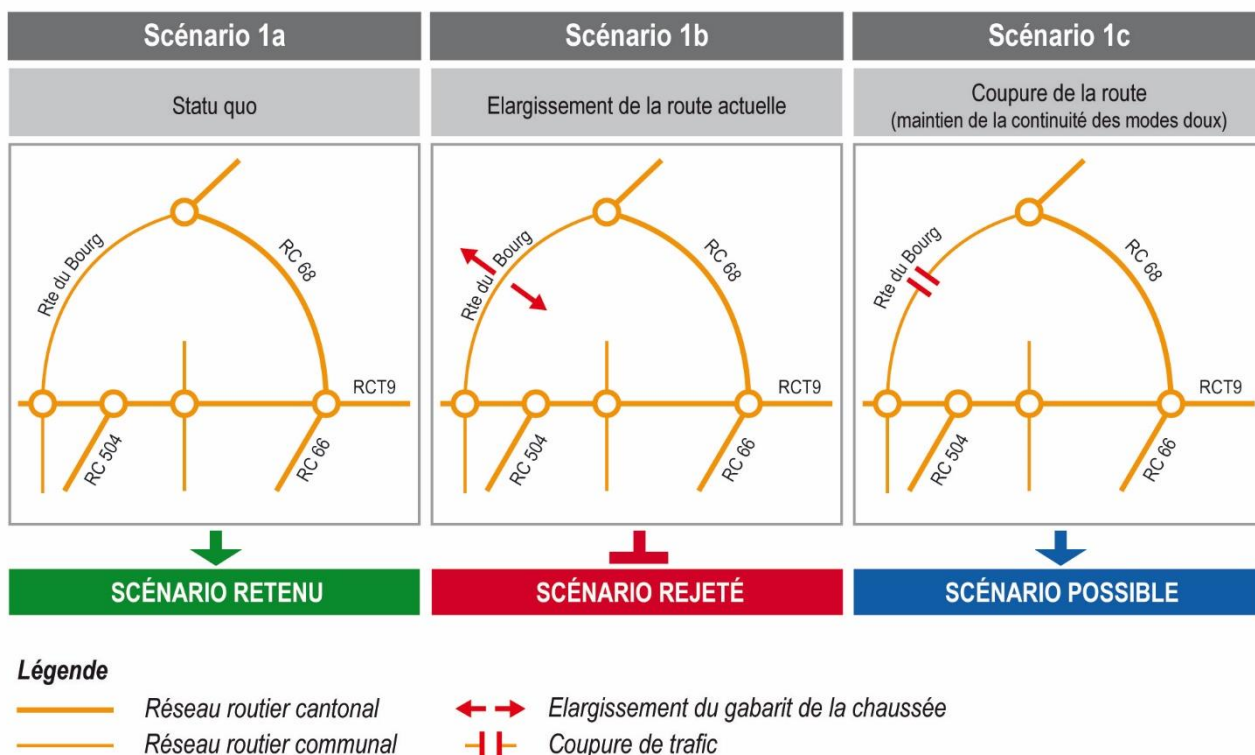 Scénario 1a
Scénario 1b
Scénario 1c
Statu quo
Elargissement de la route actuelle
Coupure de la route
(maintien de la continuité des modes doux)
Rte du Bourg
RC 68
RCT9
RC 504
RC 66
Rte du Bourg
RC 68
RCT9
RC 504
RC 66
Rte du Bourg
RC 68
RCT9
RC 504
RC 66
SCÉNARIO RETENU
SCÉNARIO REJETÉ
SCÉNARIO POSSIBLE
Légende
Réseau routier cantonal
Elargissement du gabarit de la chaussée
Réseau routier communal
Coupure de trafic